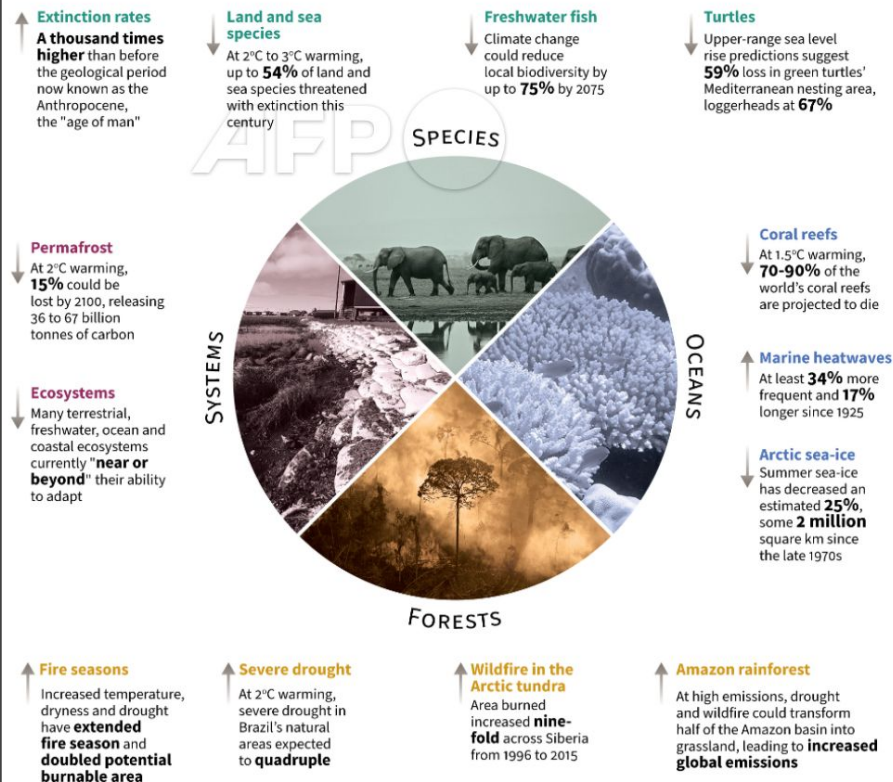 Extinction rates
A thousand times
higher than before
the geological period
now known as the
Anthropocene,
the "age of man"
Land and sea
species
At 2°C to 3°C warming,
up to 54% of land and
sea species threatened
with extinction this
century
Freshwater fish
Climate change
could reduce
local biodiversity by
up to 75% by 2075
Turtles
Upper-range sea level
rise predictions suggest
59% loss in green turtles'
Mediterranean nesting area,
loggerheads at 67%
AFP
SPECIES
Permafrost
At 2°C warming,
15% could be
lost by 2100, releasing
36 to 67 billion
tonnes of carbon
Ecosystems
Many terrestrial,
freshwater, ocean and
coastal ecosystems
currently "near or
beyond" their ability
to adapt
SYSTEMS
OCEANS
Coral reefs
At 1.5°C warming,
70-90% of the
world's coral reefs
are projected to die
Marine heatwaves
At least 34% more
frequent and 17%
longer since 1925
Arctic sea-ice
Summer sea-ice
has decreased an
estimated 25%,
some 2 million
square km since
the late 1970s
FORESTS
Fire seasons
Increased temperature,
dryness and drought
have extended
fire season and
doubled potential
burnable area
Severe drought
At 2°C warming,
severe drought in
Brazil's natural
areas expected
to quadruple
Wildfire in the
Arctic tundra
Area burned
increased nine-
fold across Siberia
from 1996 to 2015
Amazon rainforest
At high emissions, drought
and wildfire could transform
half of the Amazon basin into
grassland, leading to increased
global emissions